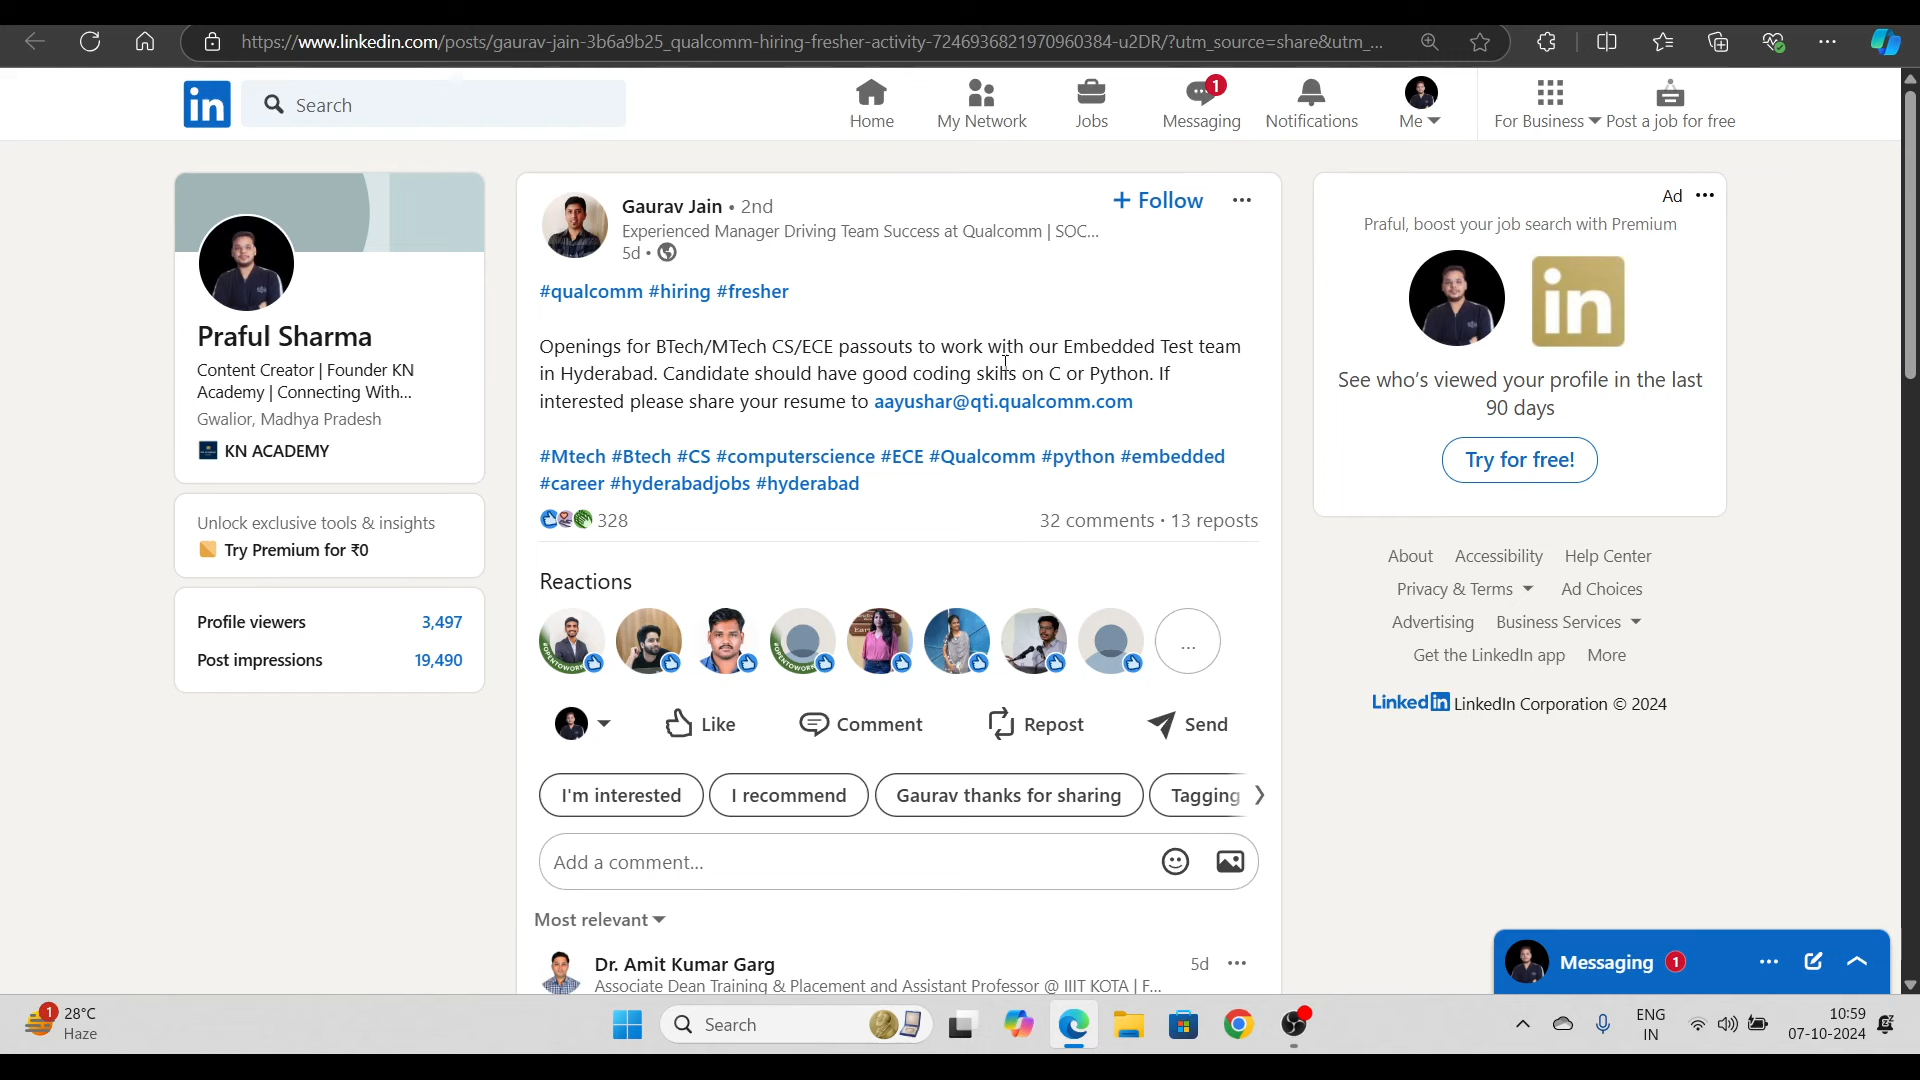 https://www.linkedin.com/posts/gaurav-jain-3b6a9b25_qualcomm-hiring-fresher-activity-7246936821970960384-u2DR/?utm_source=share&utm_...
in
Search
Home
My Network
Jobs
1
Messaging
Notifications
Me
For Business
Post a job for free
Praful Sharma
Content Creator | Founder KN
Academy | Connecting With...
Gwalior, Madhya Pradesh
KN ACADEMY
Unlock exclusive tools & insights
Try Premium for ₹0
Profile viewers 3,497
Post impressions 19,490
Gaurav Jain • 2nd
Experienced Manager Driving Team Success at Qualcomm | SOC...
5d •
+ Follow
...
#qualcomm #hiring #fresher
Openings for BTech/MTech CS/ECE passouts to work with our Embedded Test team
in Hyderabad. Candidate should have good coding skills on C or Python. If
interested please share your resume to aayushar@qti.qualcomm.com
#Mtech #Btech #CS #computerscience #ECE #Qualcomm #python #embedded
#career #hyderabadjobs #hyderabad
328
32 comments • 13 reposts
Reactions
#OPENTOWORK
#OPENTOWORK
...
Like
Comment
Repost
Send
I'm interested
I recommend
Gaurav thanks for sharing
Tagging
Add a comment...
Most relevant
Dr. Amit Kumar Garg
5d ...
Associate Dean Training & Placement and Assistant Professor @ IIIT KOTA | F...
Ad ...
Praful, boost your job search with Premium
in
See who's viewed your profile in the last
90 days
Try for free!
About Accessibility Help Center
Privacy & Terms Ad Choices
Advertising Business Services
Get the LinkedIn app More
Linked in LinkedIn Corporation © 2024
Messaging 1 ...
1
28°C
Haze
Search
ENG
IN
10:59
07-10-2024